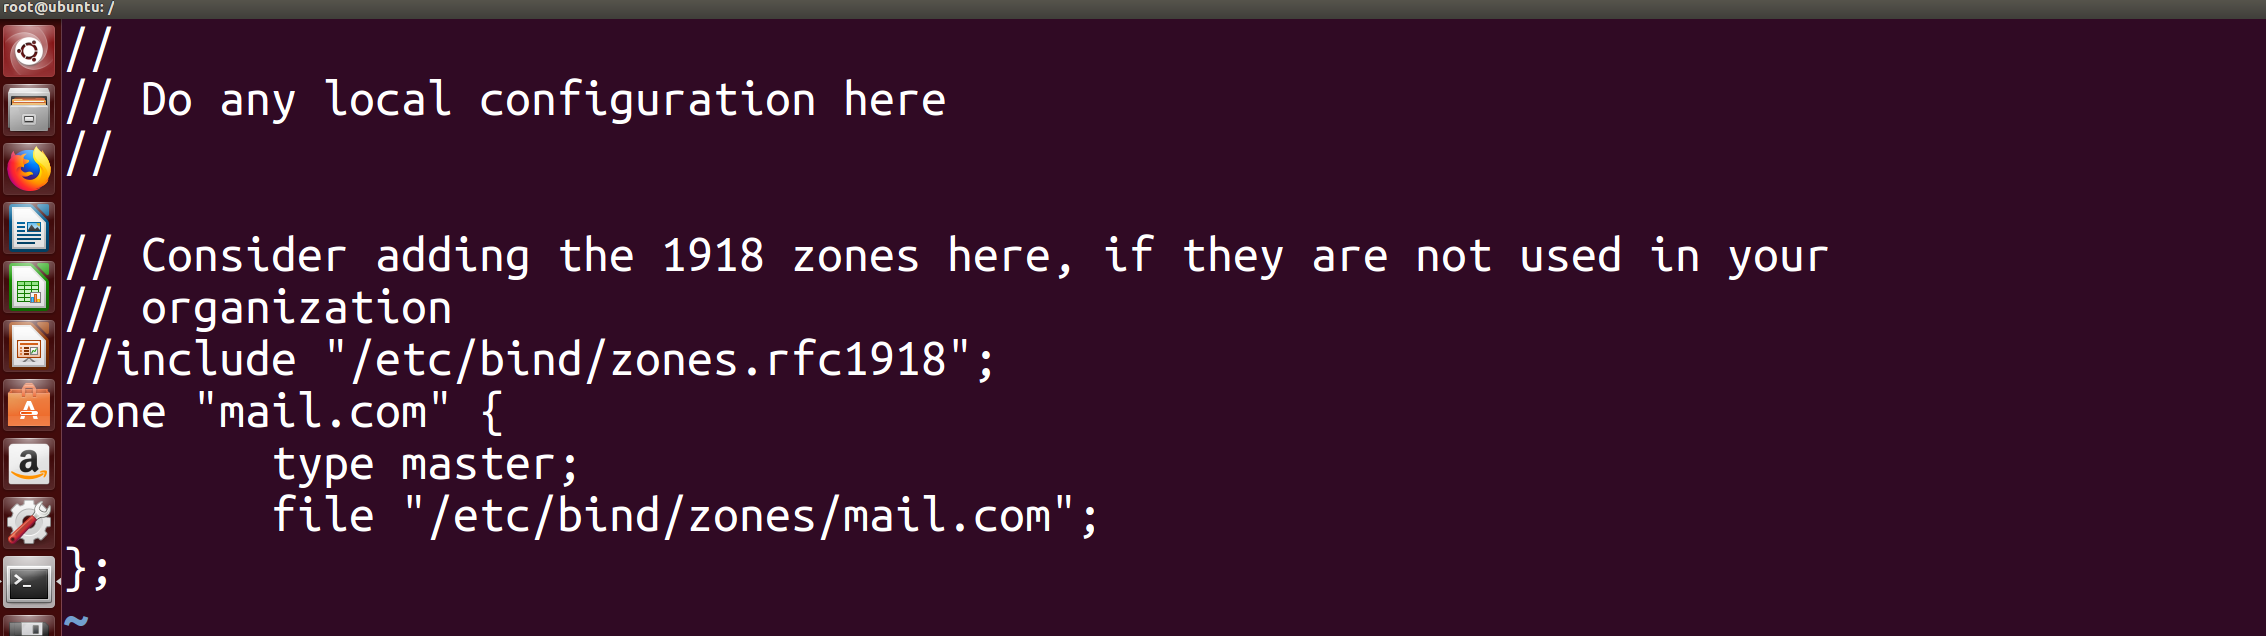 root@ubuntu: /
//
// Do any local configuration here
//
// Consider adding the 1918 zones here, if they are not used in your
// organization
//include "/etc/bind/zones.rfc1918";
zone "mail.com" {
        type master;
        file "/etc/bind/zones/mail.com";
};
~